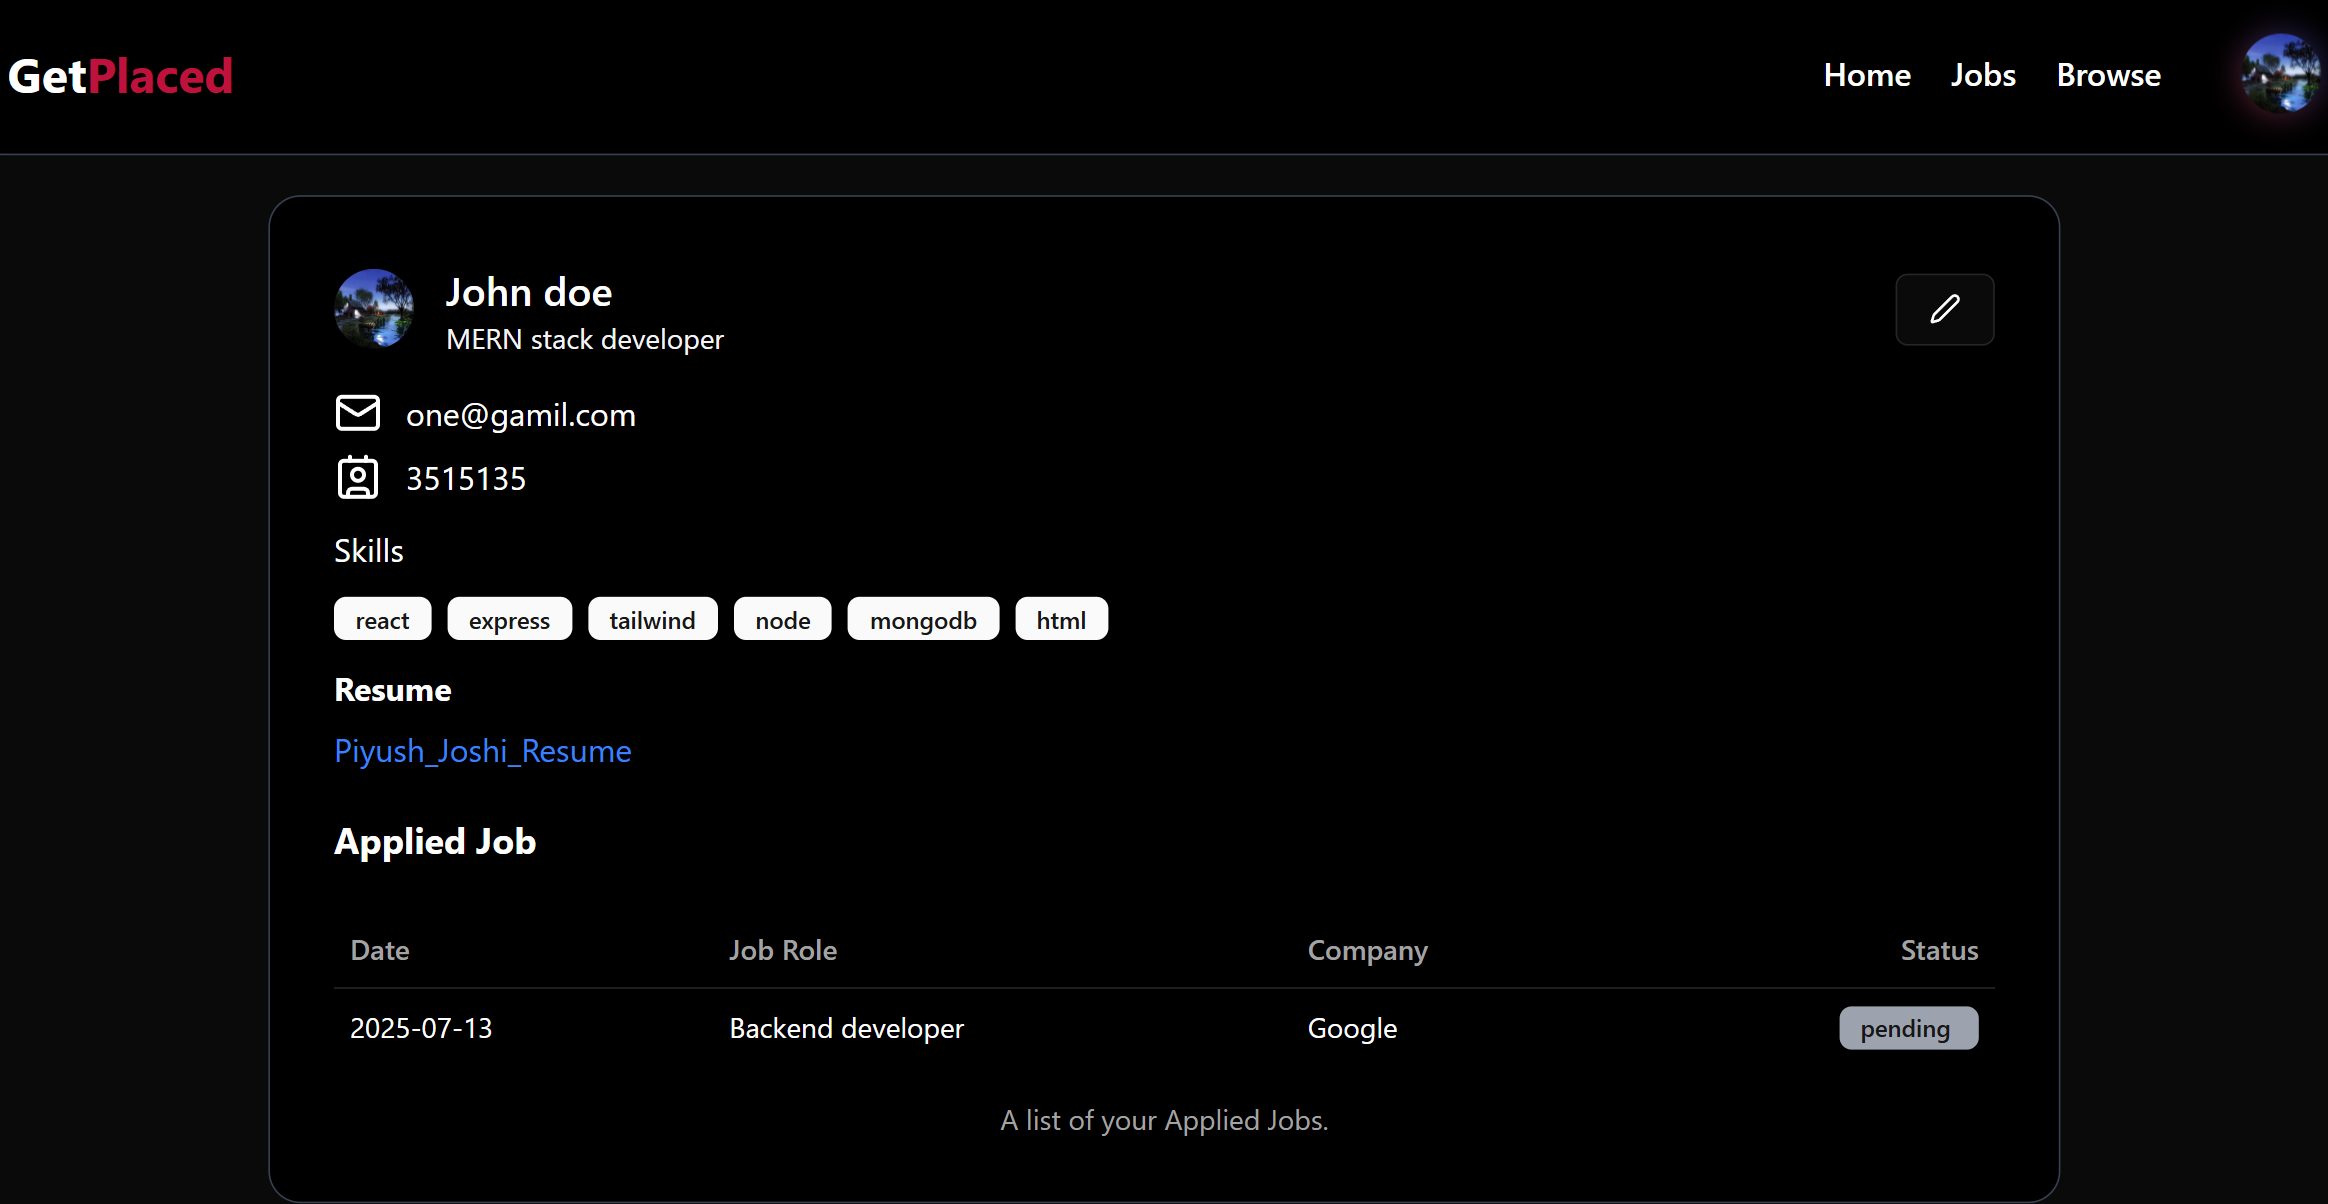 GetPlaced
Home Jobs Browse
John doe
MERN stack developer
one@gamil.com
3515135
Skills
react express tailwind node mongodb html
Resume
Piyush_Joshi_Resume
Applied Job
Date Job Role Company Status
2025-07-13 Backend developer Google pending
A list of your Applied Jobs.